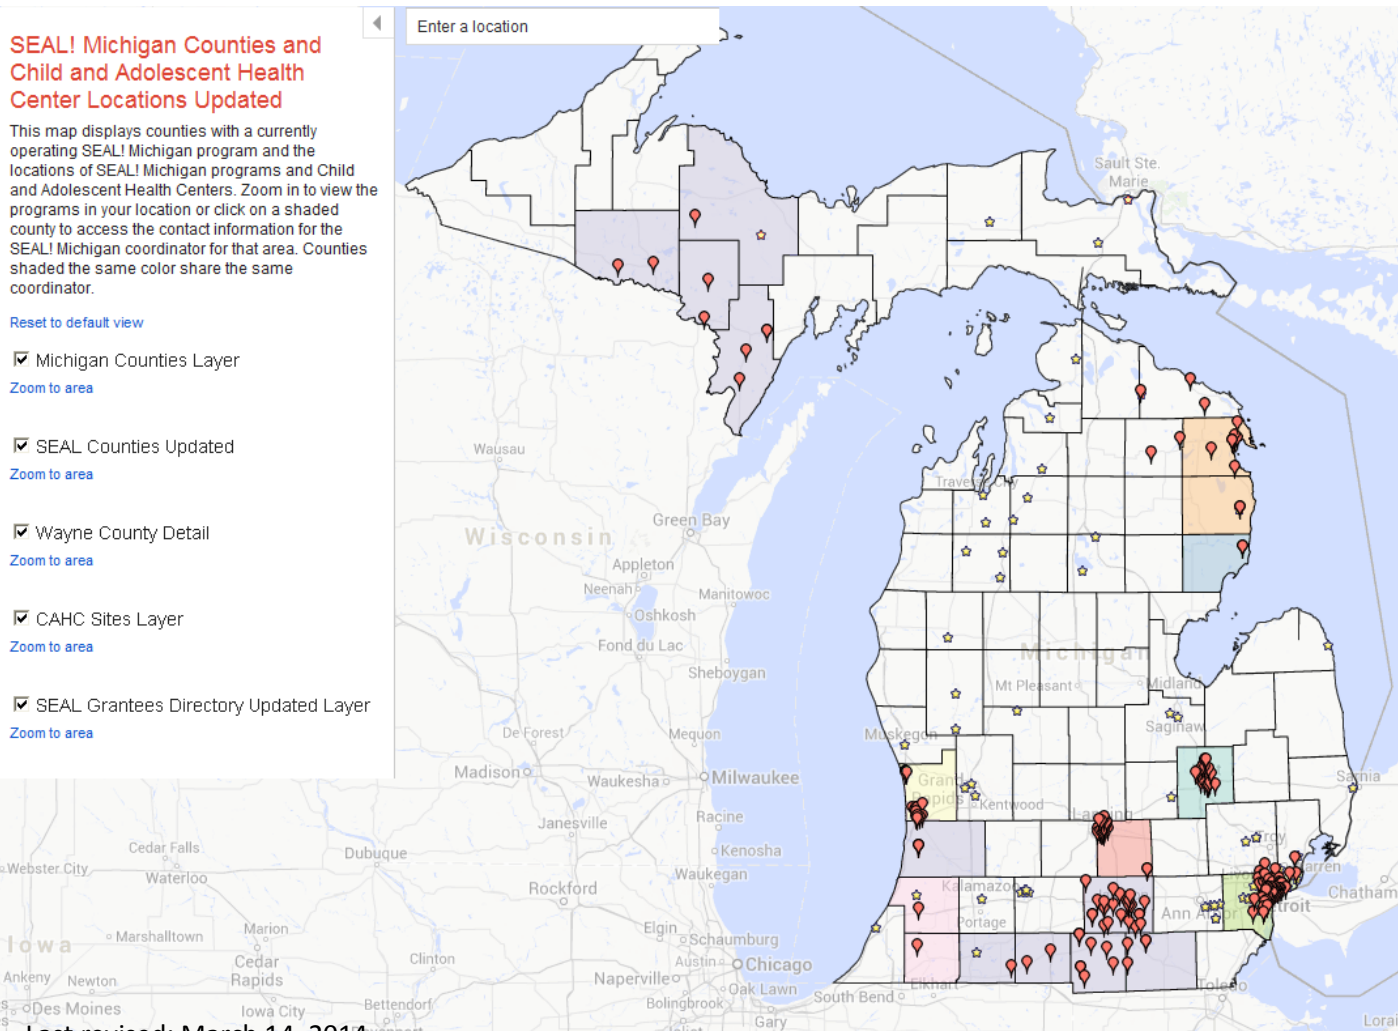 Enter a location
SEAL! Michigan Counties and
Child and Adolescent Health
Center Locations Updated
This map displays counties with a currently
operating SEAL! Michigan program and the
locations of SEAL! Michigan programs and Child
and Adolescent Health Centers. Zoom in to view the
programs in your location or click on a shaded
county to access the contact information for the
SEAL! Michigan coordinator for that area. Counties
shaded the same color share the same
coordinator.
Reset to default view
Michigan Counties Layer
Zoom to area
SEAL Counties Updated
Zoom to area
Wayne County Detail
Zoom to area
CAHC Sites Layer
Zoom to area
SEAL Grantees Directory Updated Layer
Zoom to area
Sault Ste.
Marie
Wausau
Green Bay
Wisconsin
Appleton
Neenah
Manitowoc
Oshkosh
Fond du Lac
Sheboygan
Michigan
Mt Pleasant
Midland
Saginaw
Muskegon
De Forest
Mequon
Madison
Waukesha
Milwaukee
Grand
Rapids
Kentwood
Sarnia
Janesville
Racine
Kenosha
Cedar Falls
Webster City
Waterloo
Dubuque
Waukegan
Rockford
Kalamazoo
Portage
Ann
Troy
Chatham
Iowa
Marshalltown
Marion
Elgin
Schaumburg
Cedar
Rapids
Clinton
Austin
Chicago
Ankeny
Newton
Naperville
Oak Lawn
Elkhart
Toledo
Des Moines
Iowa City
Bettendorf
Bolingbrook
South Bend
Gary
Last revised: March 14, 2014